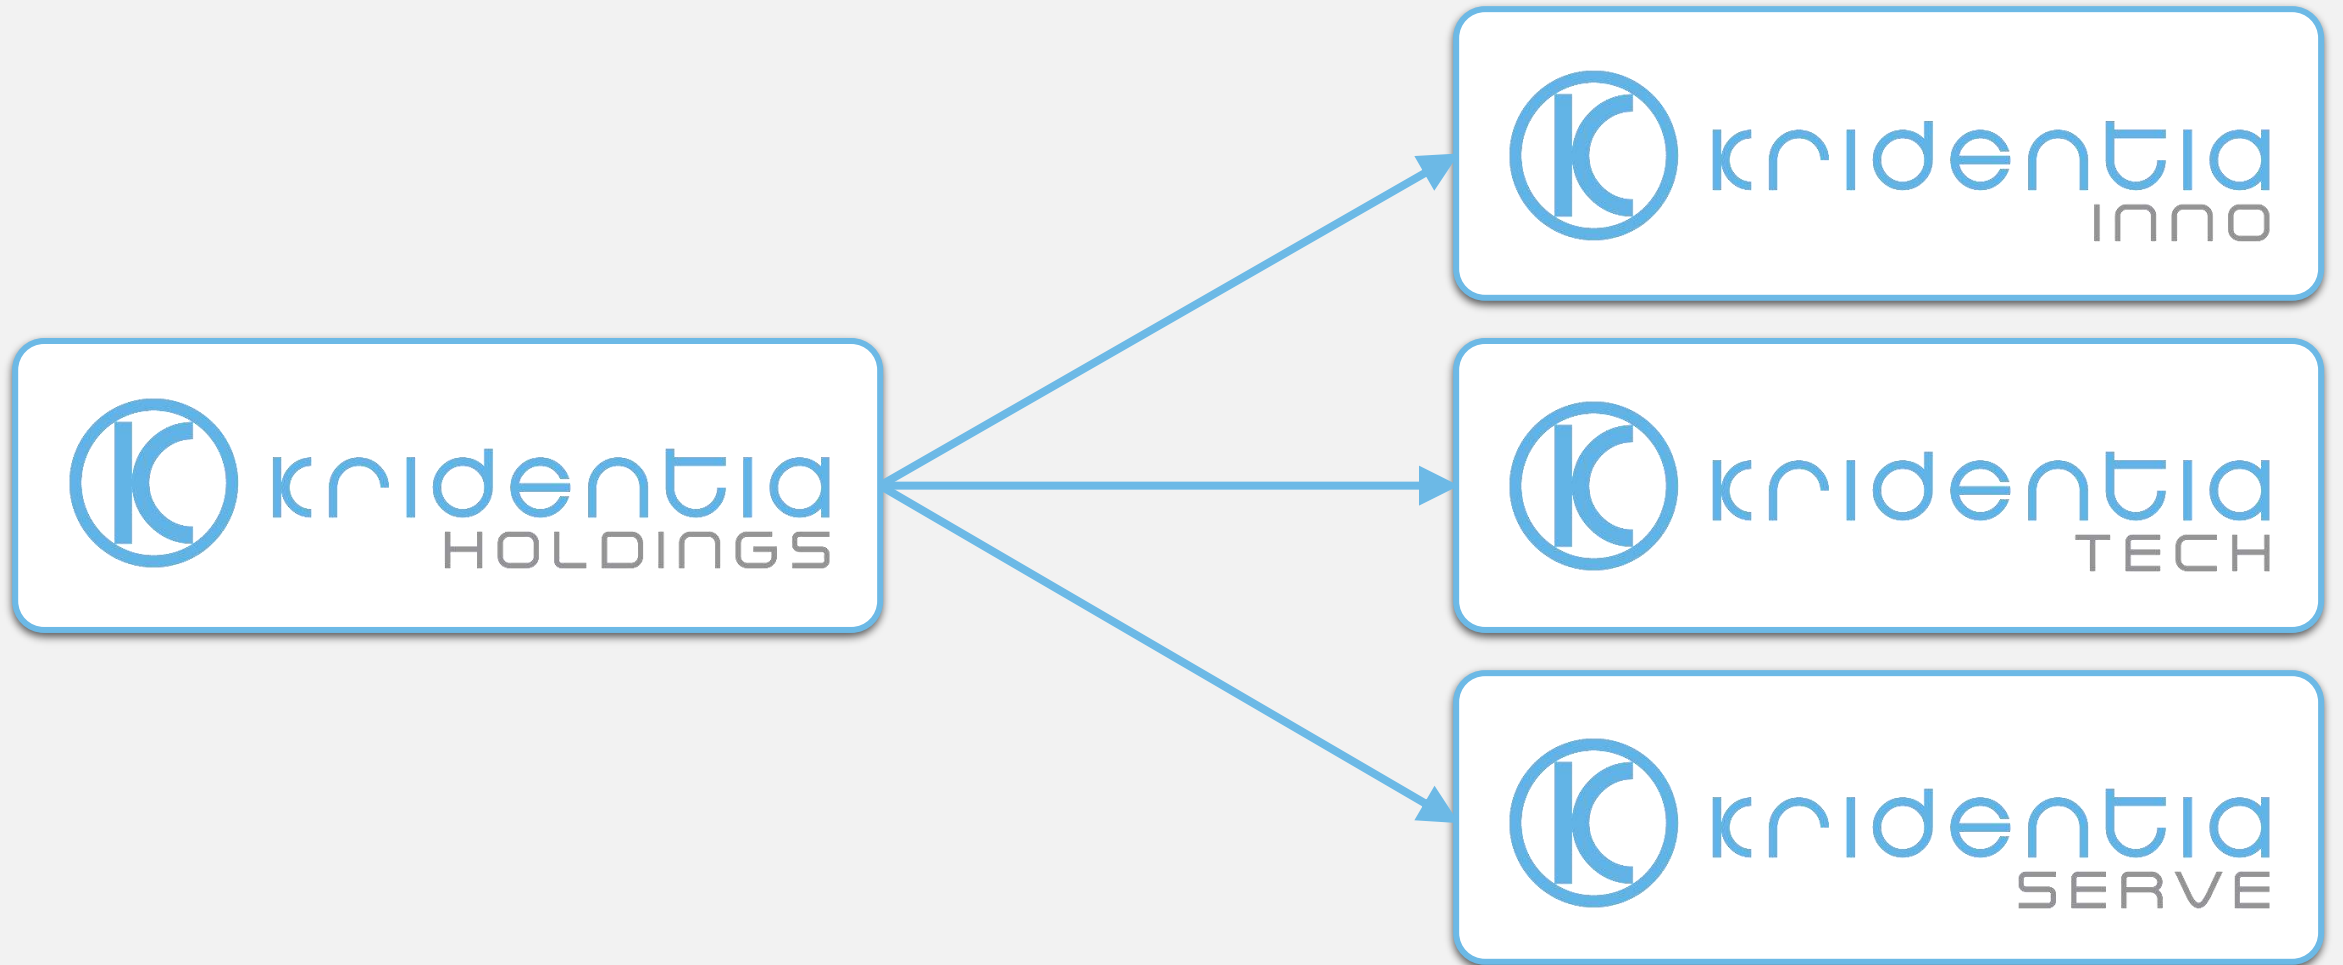 K kridentia
INNO
K kridentia
HOLDINGS
K kridentia
TECH
K kridentia
SERVE